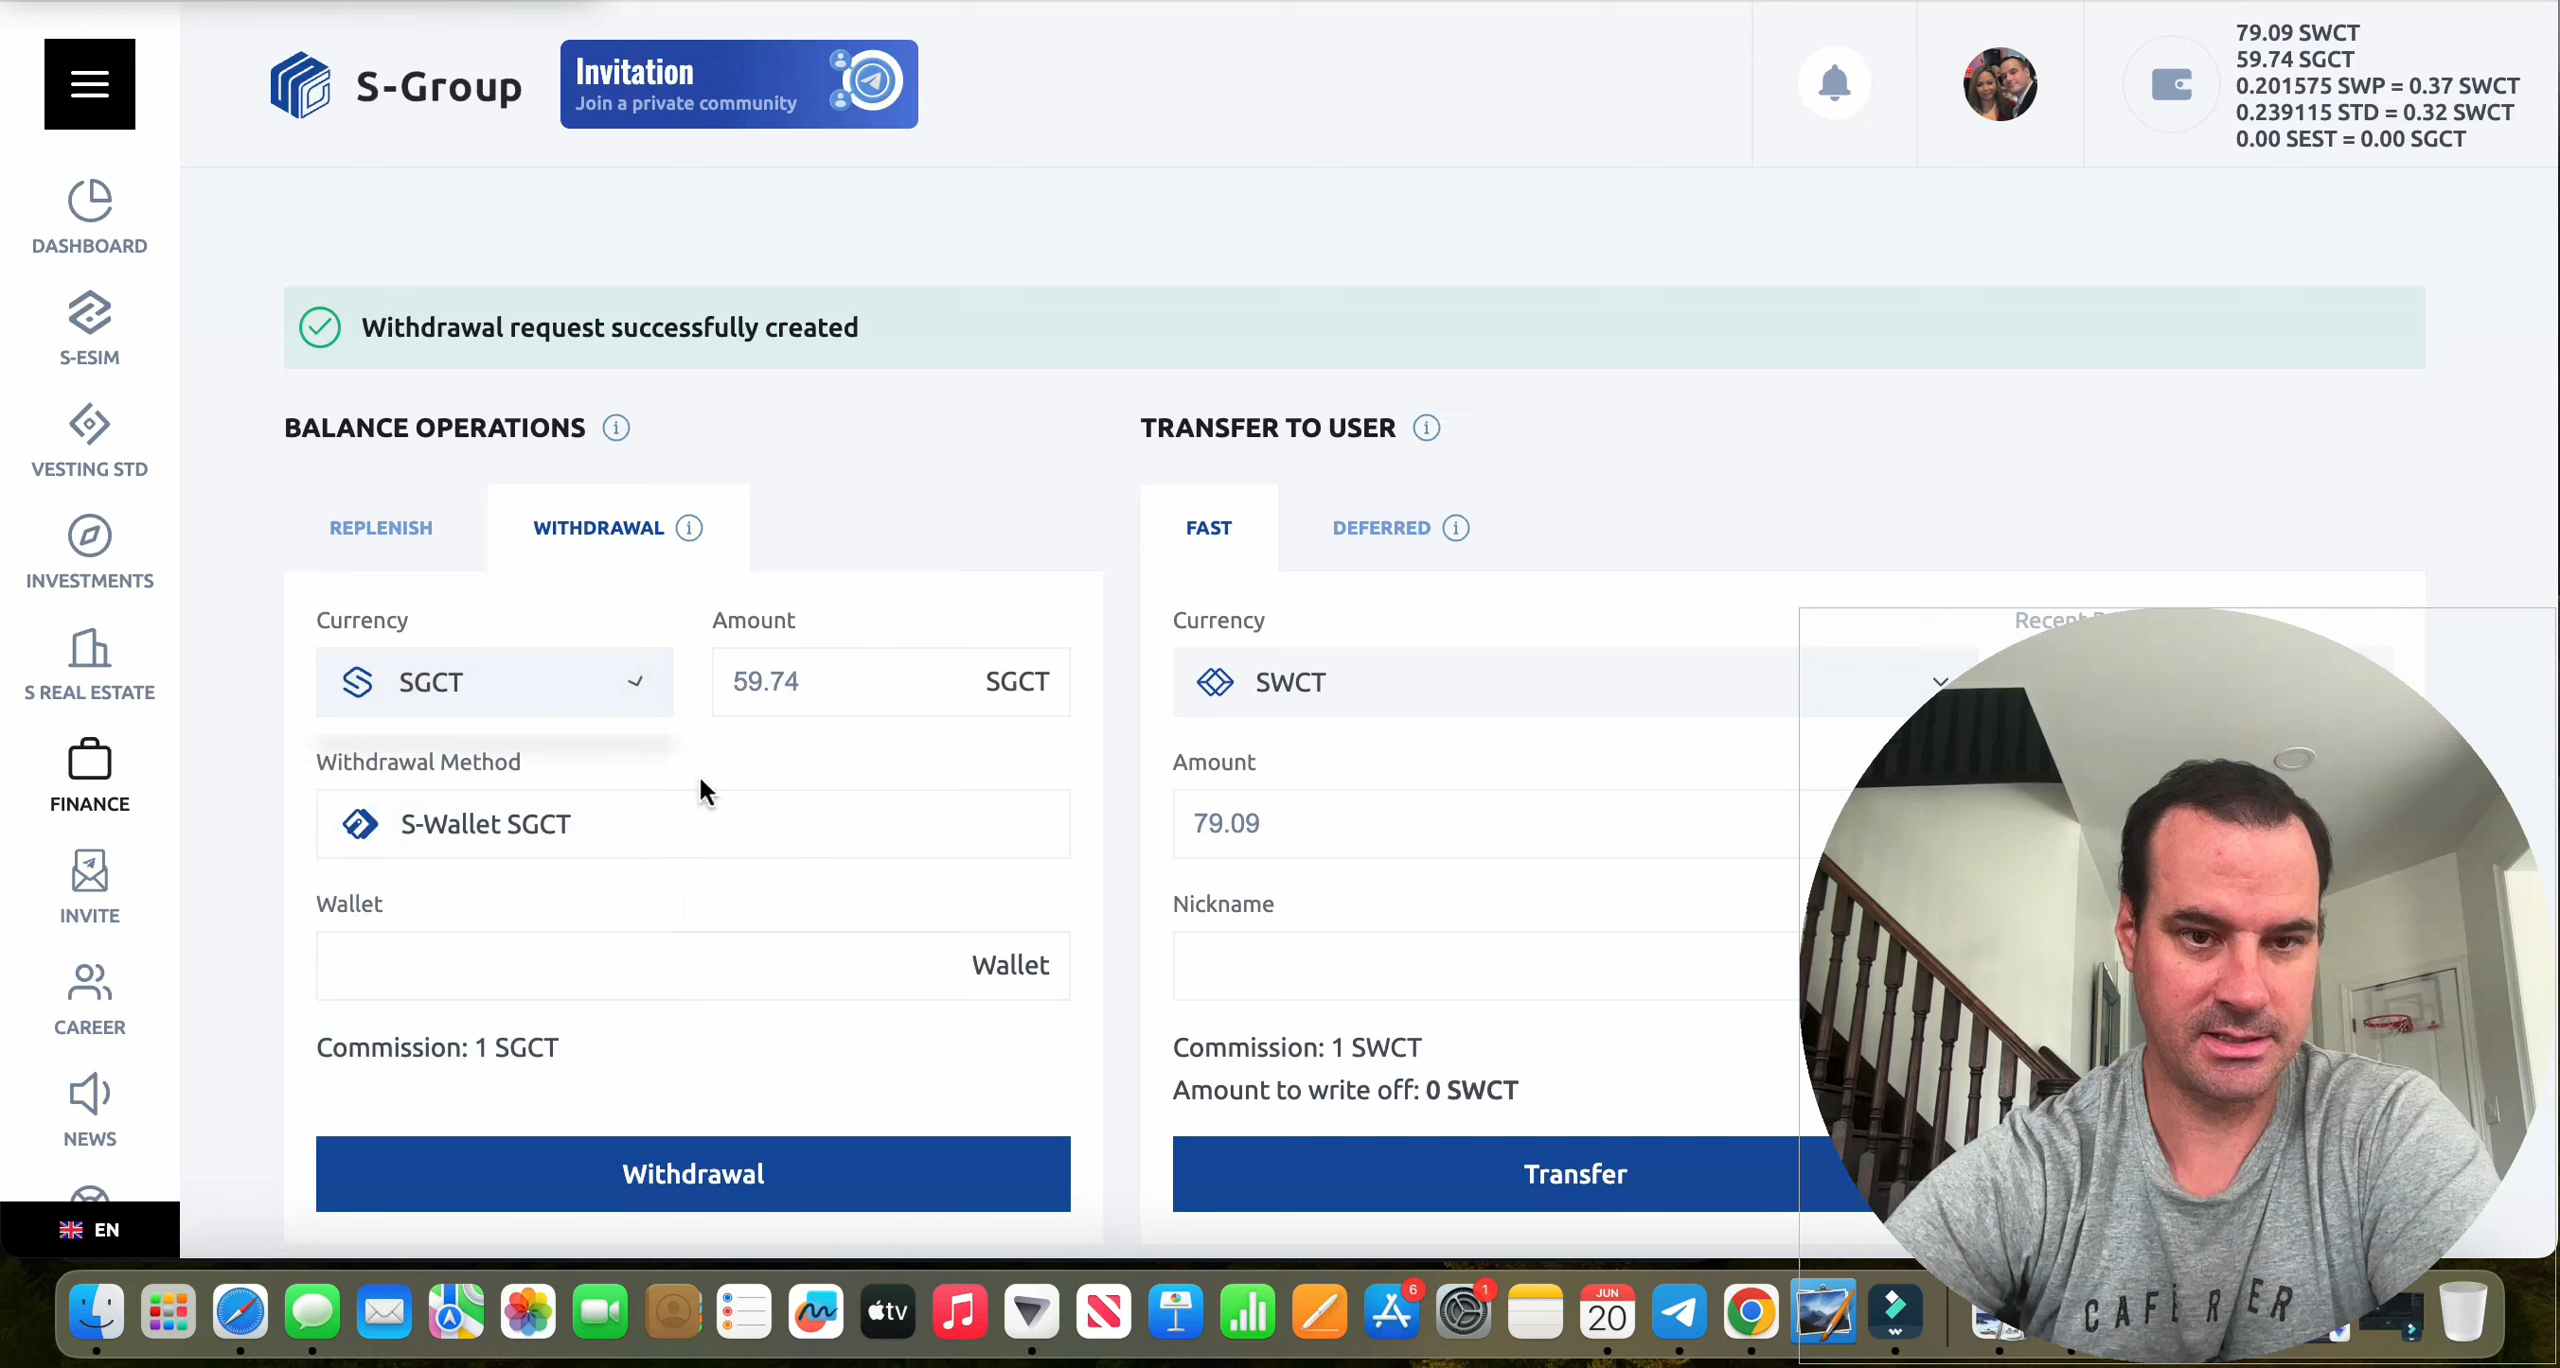 79.09 SWCT
59.74 SGCT
0.201575 SWP = 0.37 SWCT
0.239115 STD = 0.32 SWCT
0.00 SEST = 0.00 SGCT
S-Group
Invitation
Join a private community
DASHBOARD
S-ESIM
VESTING STD
INVESTMENTS
S REAL ESTATE
FINANCE
INVITE
CAREER
NEWS
EN
Withdrawal request successfully created
BALANCE OPERATIONS
REPLENISH
WITHDRAWAL
Currency
SGCT
Amount
59.74 SGCT
Withdrawal Method
S-Wallet SGCT
Wallet
Wallet
Commission: 1 SGCT
Withdrawal
TRANSFER TO USER
FAST
DEFERRED
Currency
Recent
SWCT
Amount
79.09
Nickname
Commission: 1 SWCT
Amount to write off: 0 SWCT
Transfer
tv
6
1
JUN
20